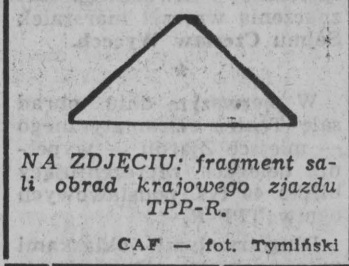 NA ZDJĘCIU: fragment sa-
li obrad krajowego zjazdu
TPP-R.
CAF — fot. Tymiński